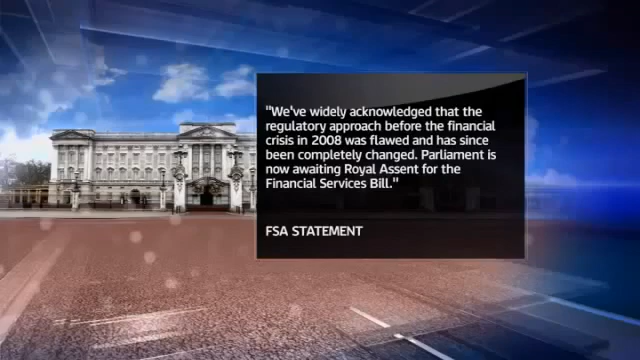 "We've widely acknowledged that the
regulatory approach before the financial
crisis in 2008 was flawed and has since
been completely changed. Parliament is
now awaiting Royal Assent for the
Financial Services Bill."
FSA STATEMENT